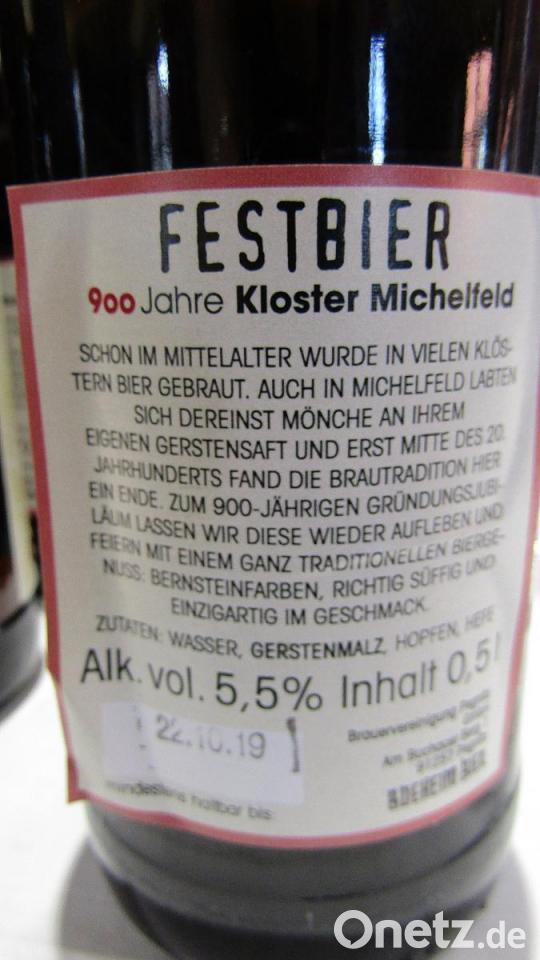 FESTBIER
900 Jahre Kloster Michelfeld
SCHON IM MITTELALTER WURDE IN VIELEN KLÖS-
TERN BIER GEBRAUT. AUCH IN MICHELFELD LABTEN
SICH DEREINST MÖNCHE AN IHREM
EIGENEN GERSTENSAFT UND ERST MITTE DES 20.
JAHRHUNDERTS FAND DIE BRAUTRADITION HIER
EIN ENDE. ZUM 900-JÄHRIGEN GRÜNDUNGSJUBI-
LÄUM LASSEN WIR DIESE WIEDER AUFLEBEN UND
FEIERN MIT EINEM GANZ TRADITIONELLEN BIERGE-
NUSS: BERNSTEINFARBEN, RICHTIG SÜFFIG UND
EINZIGARTIG IM GESCHMACK.
ZUTATEN: WASSER, GERSTENMALZ, HOPFEN, HEFE
Alk. vol. 5,5% Inhalt 0,5 l
22.10.19
mindestens haltbar bis:
Brauervereinigung
Am Buchauer Berg
Onetz.de